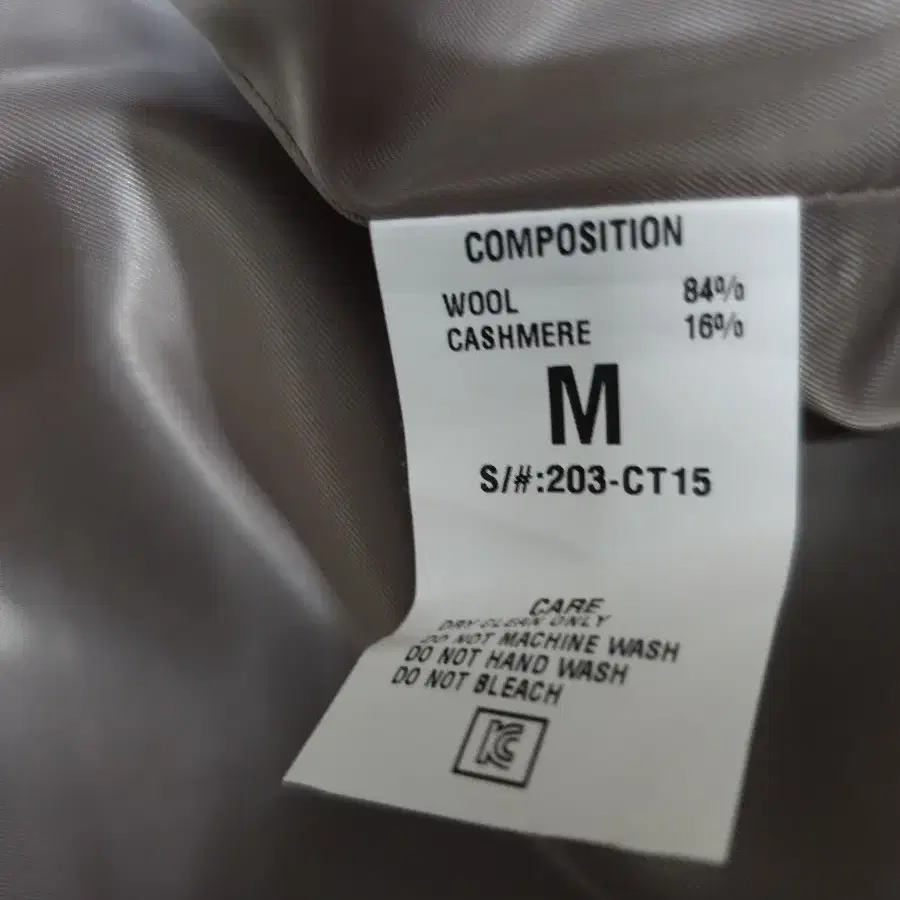 COMPOSITION
WOOL 84%
CASHMERE 16%
M
S/#:203-CT15
CARE
DRY CLEAN ONLY
DO NOT MACHINE WASH
DO NOT HAND WASH
DO NOT BLEACH
KC